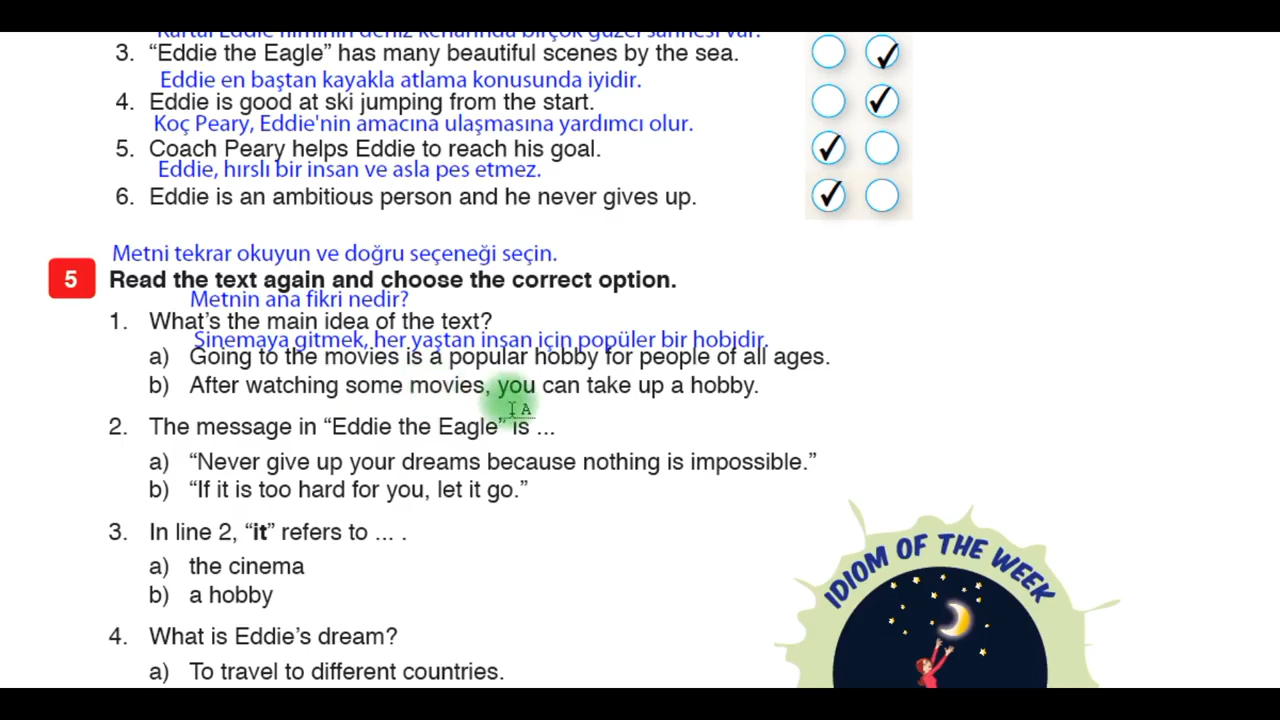 Kartal Eddie filminin deniz kenarında birçok güzel sahnesi var.
3. “Eddie the Eagle” has many beautiful scenes by the sea.
Eddie en baştan kayakla atlama konusunda iyidir.
4. Eddie is good at ski jumping from the start.
Koç Peary, Eddie'nin amacına ulaşmasına yardımcı olur.
5. Coach Peary helps Eddie to reach his goal.
Eddie, hırslı bir insan ve asla pes etmez.
6. Eddie is an ambitious person and he never gives up.
Metni tekrar okuyun ve doğru seçeneği seçin.
5 Read the text again and choose the correct option.
Metnin ana fikri nedir?
1. What’s the main idea of the text?
Sinemaya gitmek, her yaştan insan için popüler bir hobidir.
a) Going to the movies is a popular hobby for people of all ages.
b) After watching some movies, you can take up a hobby.
2. The message in “Eddie the Eagle” is ...
a) “Never give up your dreams because nothing is impossible.”
b) “If it is too hard for you, let it go.”
3. In line 2, “it” refers to ... .
a) the cinema
b) a hobby
4. What is Eddie’s dream?
a) To travel to different countries.
IDIOM OF THE WEEK